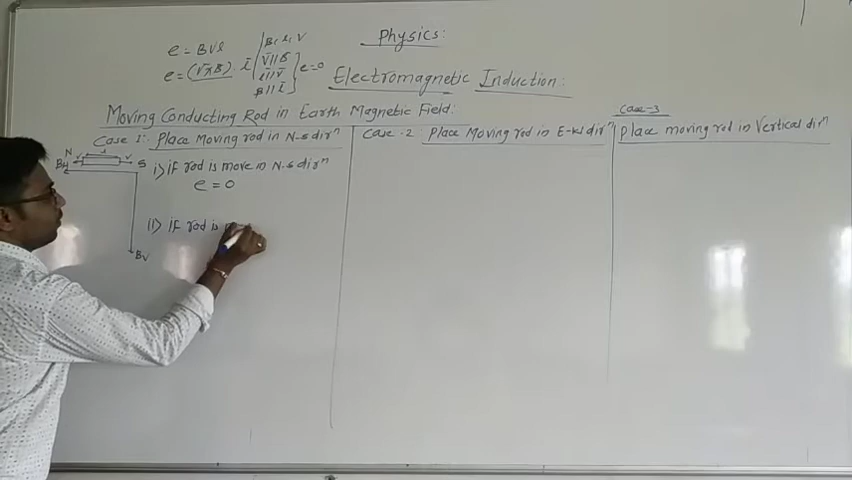 Physics:
e = Bvl
B, l, v
e = (v̄×B̄). l̄
v̄ || B̄
l̄ || v̄
B || l̄
e=0
Electromagnetic Induction:
Moving Conducting Rod in Earth Magnetic Field:
Case 1: Place Moving rod in N-S dirⁿ
Case-2: Place Moving rod in E-W dirⁿ
Case-3
Place moving rod in Vertical dirⁿ
N
S
BH
v
v
l
BV
i) if rod is move in N-S dirⁿ
e = 0
ii) if rod is